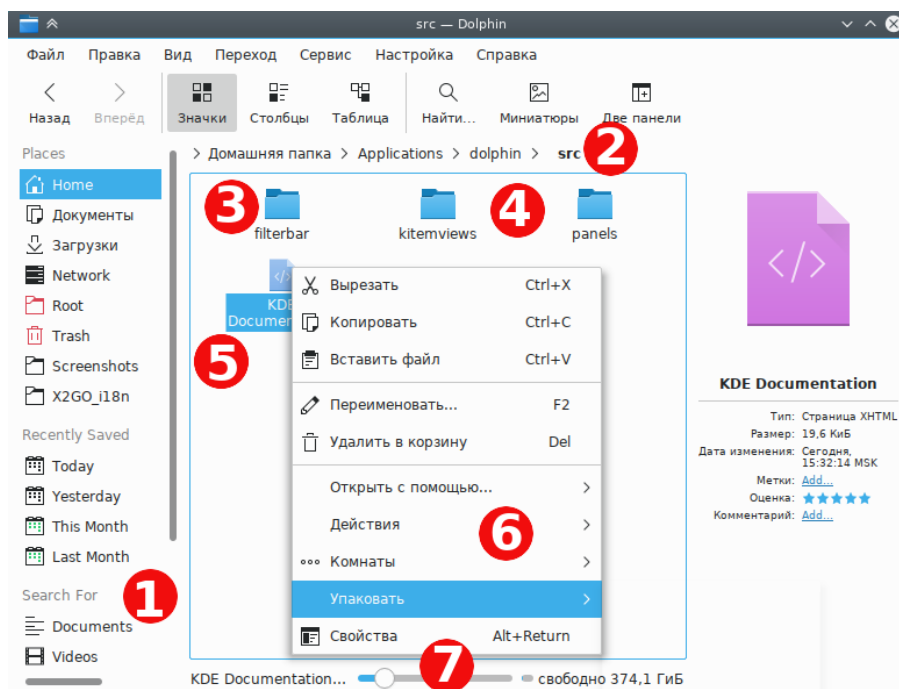 src — Dolphin
Файл Правка Вид Переход Сервис Настройка Справка
Назад Вперёд Значки Столбцы Таблица Найти... Миниатюры Две панели
Places
Home
Документы
Загрузки
Network
Root
Trash
Screenshots
X2GO_i18n
Recently Saved
Today
Yesterday
This Month
Last Month
Search For
Documents
Videos
1
> Домашняя папка > Applications > dolphin > src
2
3
filterbar
kitemviews
4
panels
KDE
Documen
5
Вырезать Ctrl+X
Копировать Ctrl+C
Вставить файл Ctrl+V
Переименовать... F2
Удалить в корзину Del
Открыть с помощью... >
Действия >
6
Комнаты >
Упаковать >
Свойства Alt+Return
7
KDE Documentation... свободно 374,1 ГиБ
</> 
KDE Documentation
Тип: Страница XHTML
Размер: 19,6 КиБ
Дата изменения: Сегодня,
15:32:14 MSK
Метки: Add...
Оценка: ★★★★★
Комментарий: Add...